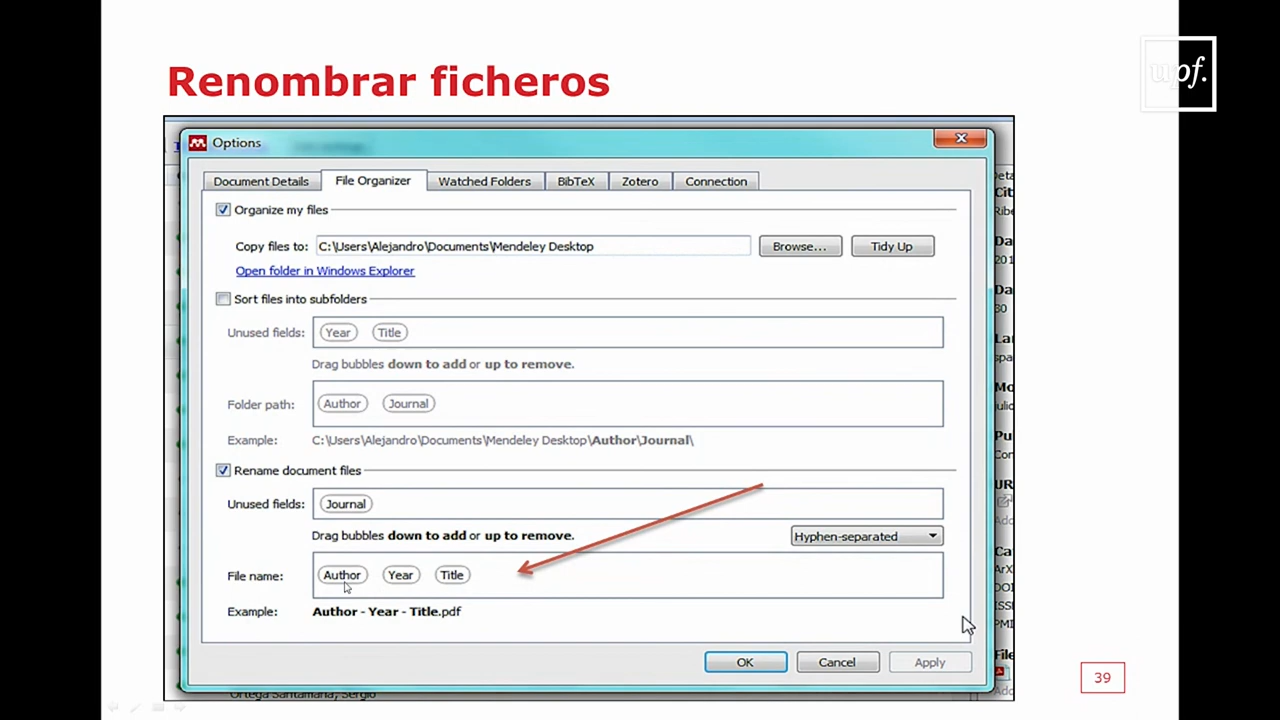 Renombrar ficheros
upf.
Options
Document Details File Organizer Watched Folders BibTeX Zotero Connection
Organize my files
Copy files to: C:\Users\Alejandro\Documents\Mendeley Desktop Browse... Tidy Up
Open folder in Windows Explorer
Sort files into subfolders
Unused fields: Year Title
Drag bubbles down to add or up to remove.
Folder path: Author Journal
Example: C:\Users\Alejandro\Documents\Mendeley Desktop\Author\Journal\
Rename document files
Unused fields: Journal
Drag bubbles down to add or up to remove. Hyphen-separated
File name: Author Year Title
Example: Author - Year - Title.pdf
OK Cancel Apply
Ortega Santamaría, Sergio
39